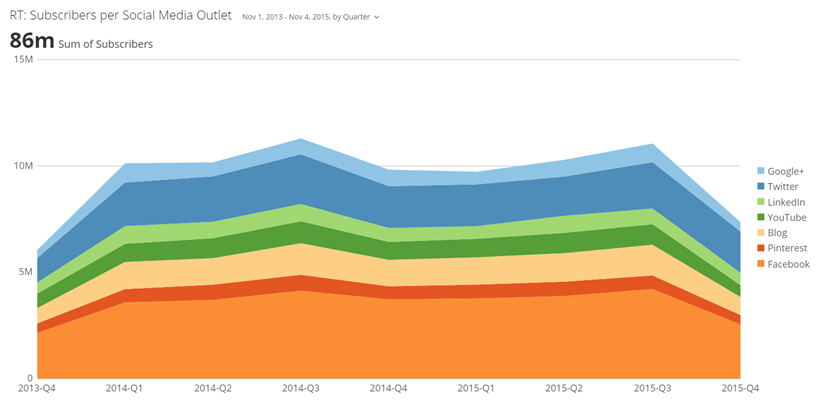 RT: Subscribers per Social Media Outlet Nov 1, 2013 - Nov 4, 2015, by Quarter
86m Sum of Subscribers
15M
10M
5M
0
Google+
Twitter
LinkedIn
YouTube
Blog
Pinterest
Facebook
2013-Q4 2014-Q1 2014-Q2 2014-Q3 2014-Q4 2015-Q1 2015-Q2 2015-Q3 2015-Q4